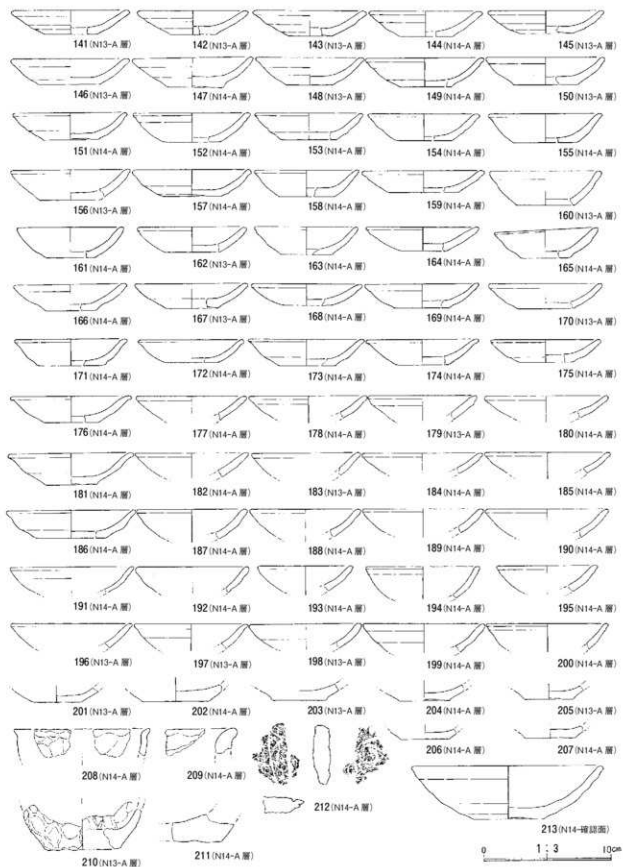 141(N13-A層) 142(N13-A層) 143(N13-A層) 144(N14-A層) 145(N13-A層)
146(N13-A層) 147(N14-A層) 148(N13-A層) 149(N14-A層) 150(N13-A層)
151(N14-A層) 152(N14-A層) 153(N14-A層) 154(N14-A層) 155(N14-A層)
156(N13-A層) 157(N14-A層) 158(N14-A層) 159(N14-A層) 160(N13-A層)
161(N14-A層) 162(N13-A層) 163(N14-A層) 164(N14-A層) 165(N14-A層)
166(N14-A層) 167(N13-A層) 168(N14-A層) 169(N14-A層) 170(N13-A層)
171(N14-A層) 172(N14-A層) 173(N14-A層) 174(N14-A層) 175(N14-A層)
176(N14-A層) 177(N14-A層) 178(N14-A層) 179(N13-A層) 180(N14-A層)
181(N14-A層) 182(N14-A層) 183(N13-A層) 184(N14-A層) 185(N14-A層)
186(N14-A層) 187(N14-A層) 188(N14-A層) 189(N14-A層) 190(N14-A層)
191(N14-A層) 192(N14-A層) 193(N14-A層) 194(N14-A層) 195(N14-A層)
196(N13-A層) 197(N14-A層) 198(N13-A層) 199(N14-A層) 200(N14-A層)
201(N13-A層) 202(N14-A層) 203(N13-A層) 204(N14-A層) 205(N13-A層)
206(N14-A層) 207(N14-A層)
208(N14-A層) 209(N14-A層)
212(N14-A層)
210(N13-A層) 211(N14-A層)
213(N14-確認面)
0 1:3 10cm